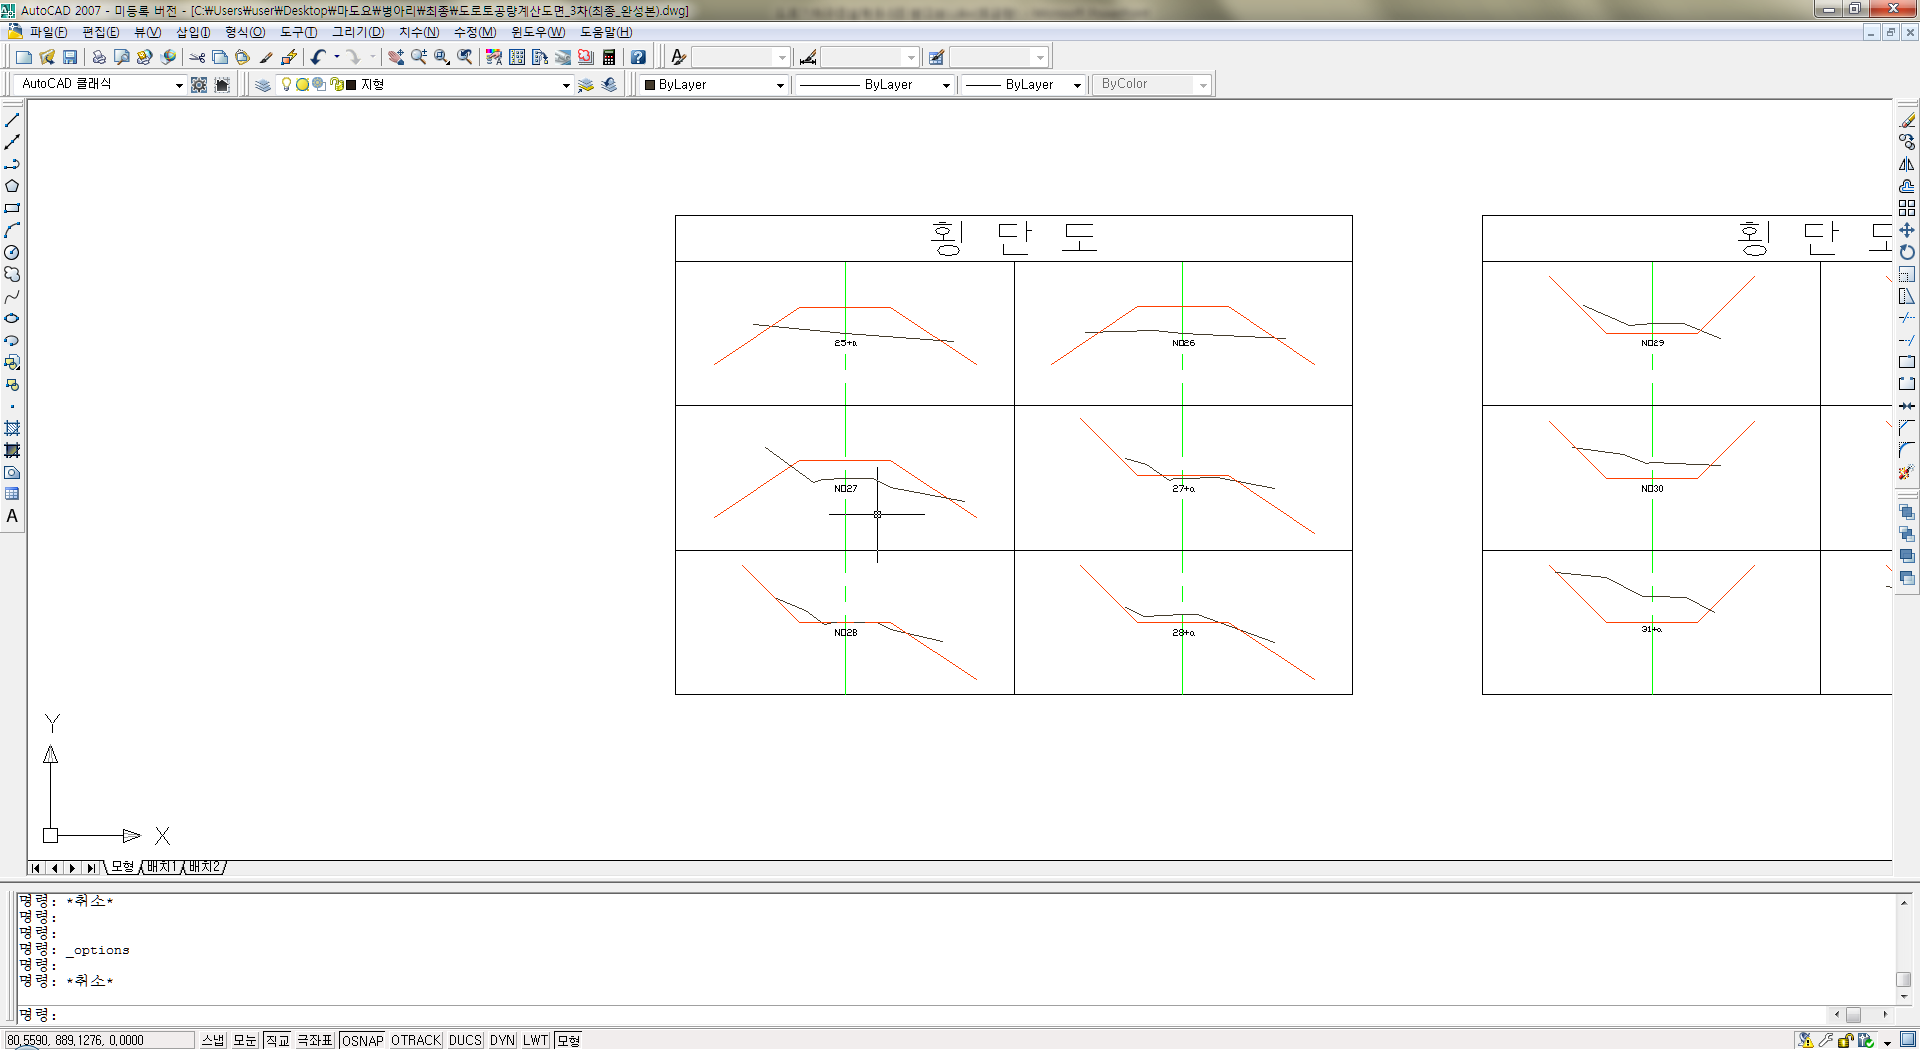 AutoCAD 2007 - 미등록 버전 - [C:₩Users₩user₩Desktop₩마도요₩병아리₩최종₩도로토공량계산도면_3차(최종_완성본).dwg]
파일(F) 편집(E) 뷰(V) 삽입(I) 형식(O) 도구(T) 그리기(D) 치수(N) 수정(M) 윈도우(W) 도움말(H)
AutoCAD 클래식 지형 ByLayer ByLayer ByLayer ByColor
횡 단 도
횡 단 도
25+a NO26 NO29
NO27 27+a NO30
NO28 28+a 31+a
Y
X
모형 배치1 배치2
명령: *취소*
명령:
명령:
명령: _options
명령:
명령: *취소*
명령:
80,5590, 889,1276, 0,0000 스냅 모눈 직교 극좌표 OSNAP OTRACK DUCS DYN LWT 모형